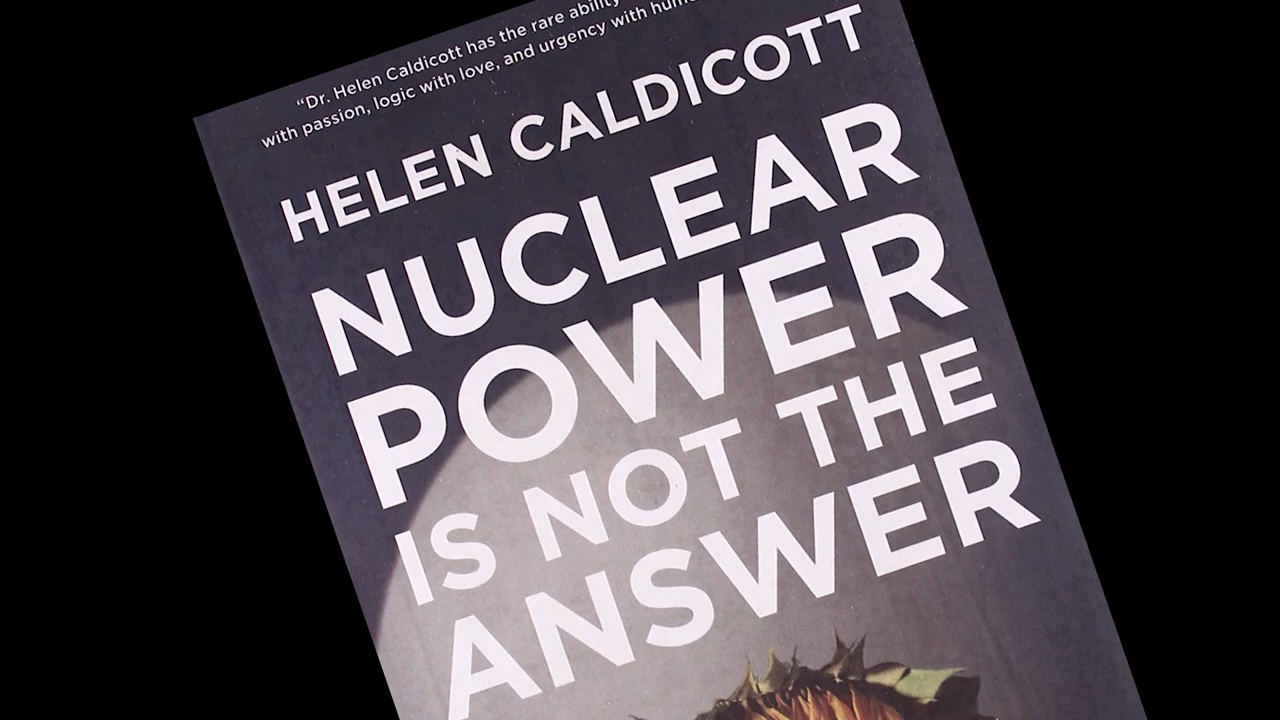 “Dr. Helen Caldicott has the rare ability
with passion, logic with love, and urgency with
HELEN CALDICOTT
NUCLEAR
POWER
IS NOT THE
ANSWER